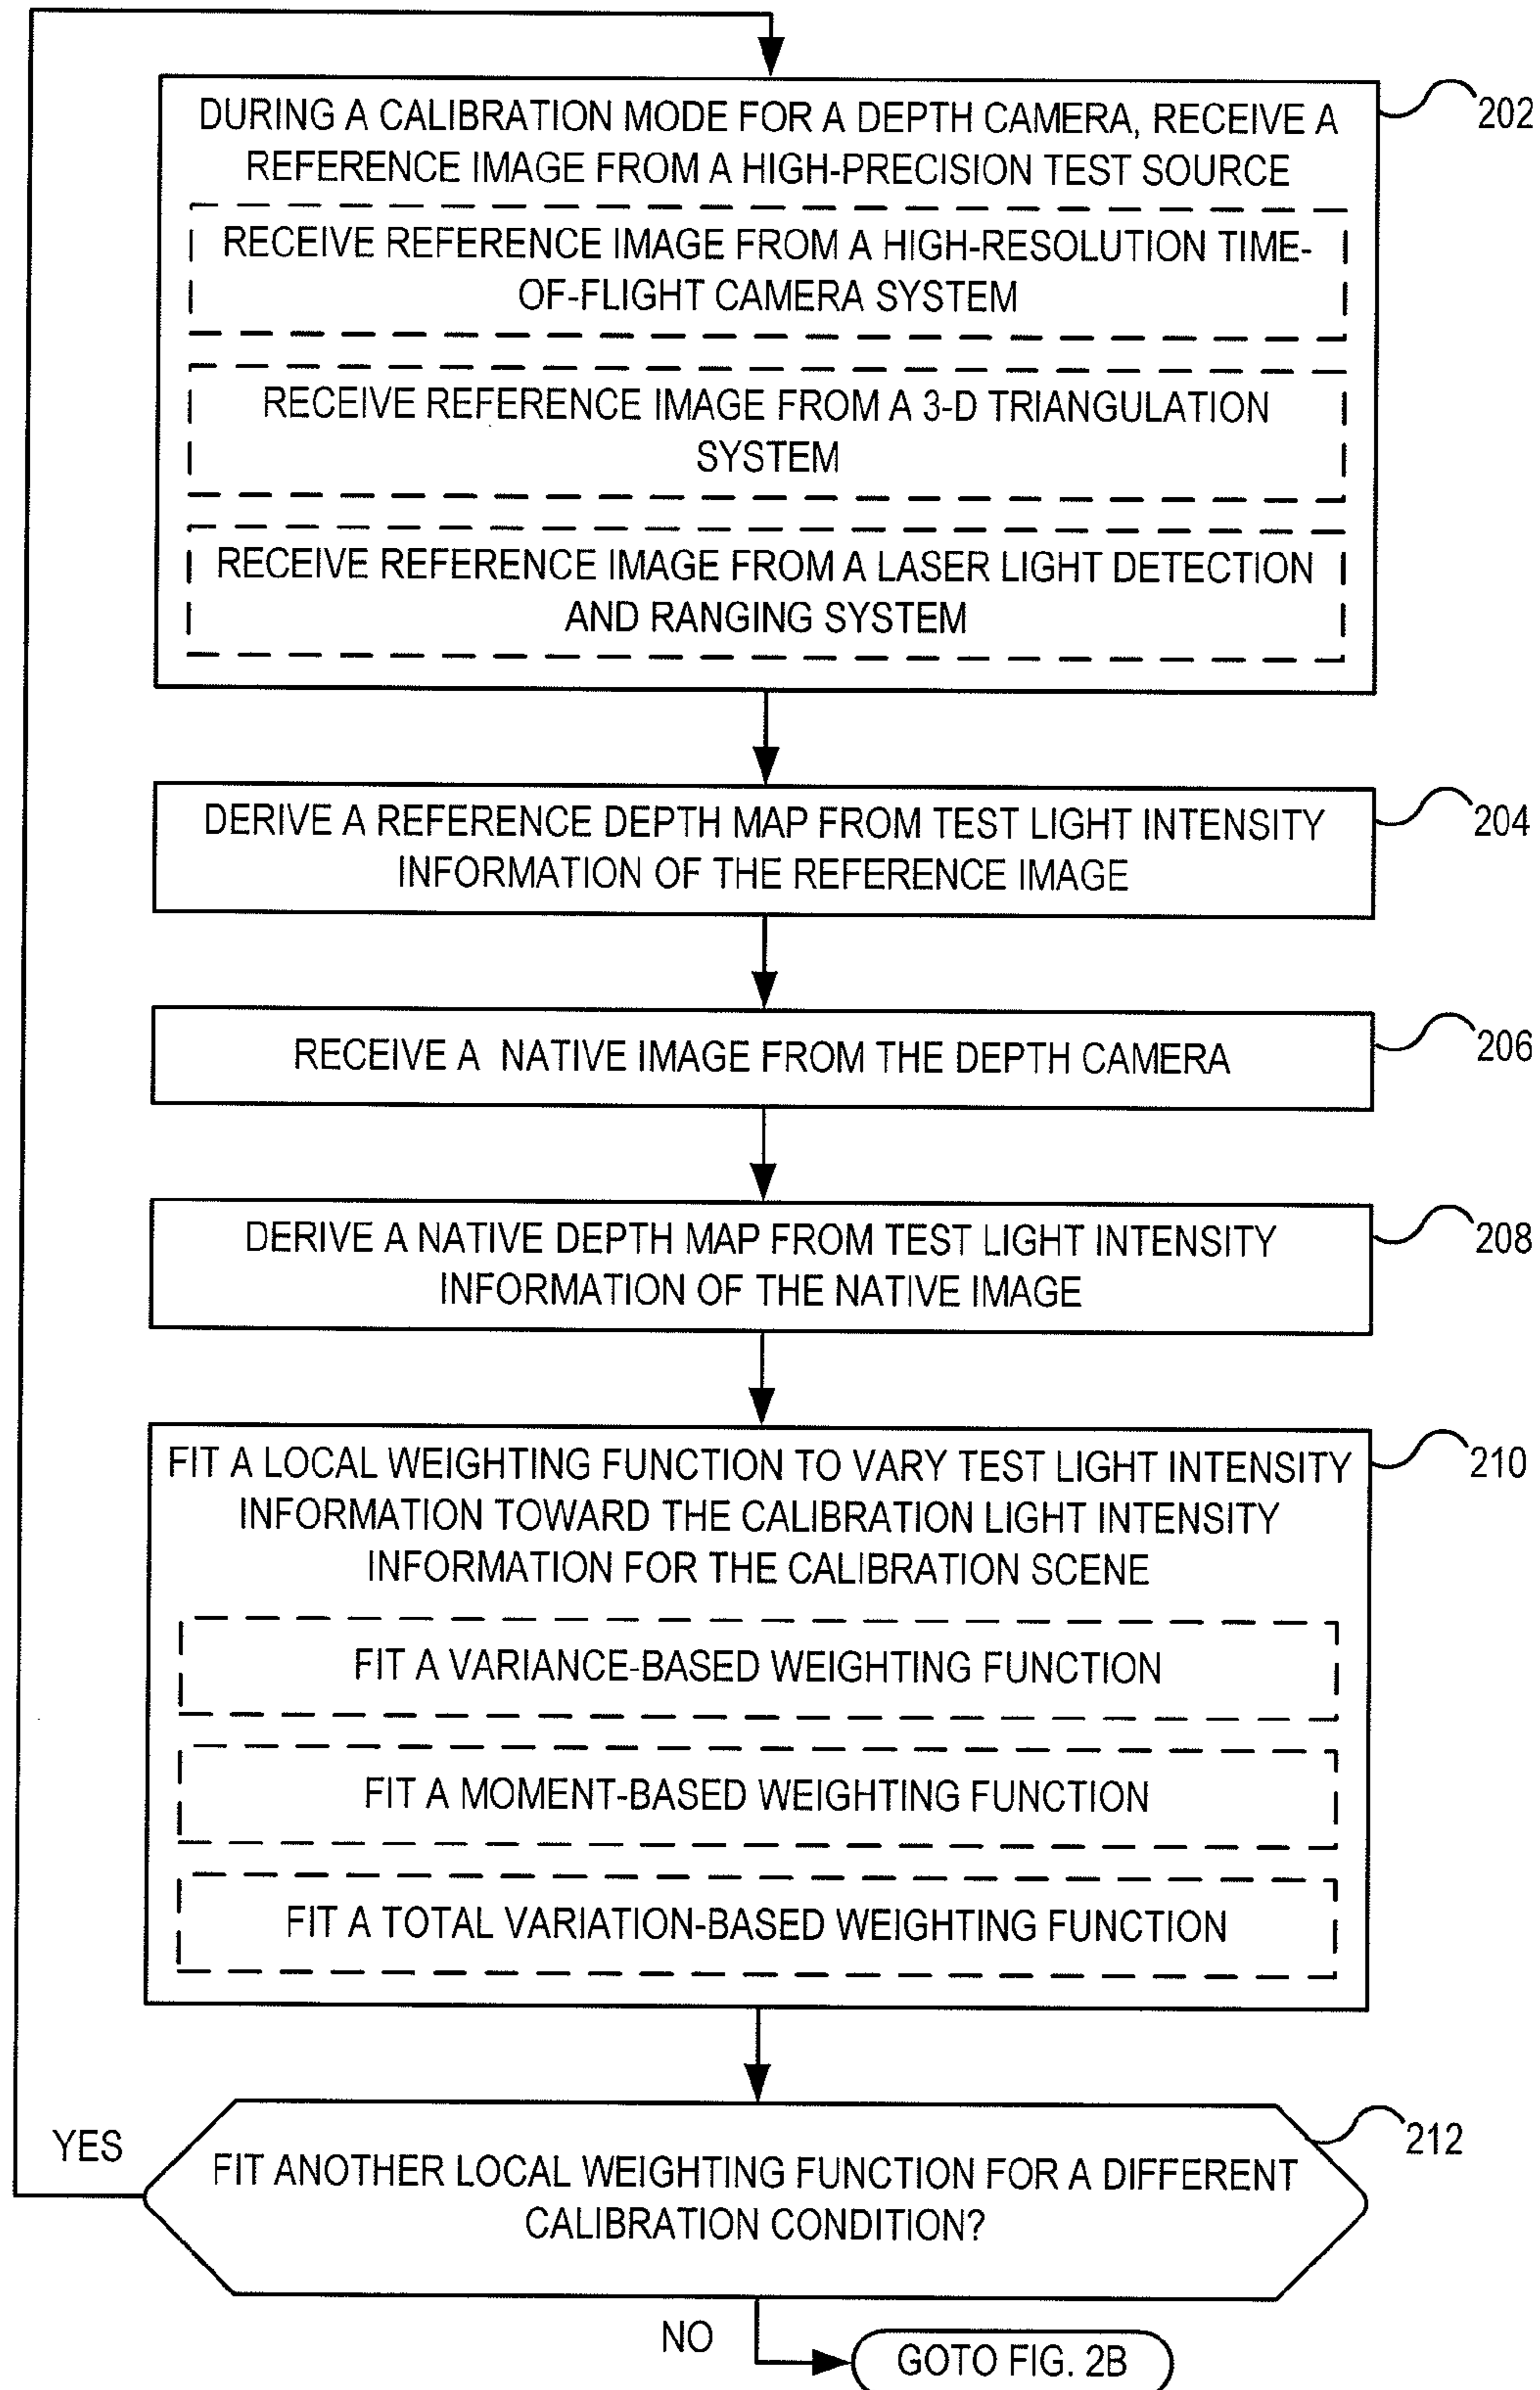 DURING A CALIBRATION MODE FOR A DEPTH CAMERA, RECEIVE A
REFERENCE IMAGE FROM A HIGH-PRECISION TEST SOURCE
202
RECEIVE REFERENCE IMAGE FROM A HIGH-RESOLUTION TIME-
OF-FLIGHT CAMERA SYSTEM
RECEIVE REFERENCE IMAGE FROM A 3-D TRIANGULATION
SYSTEM
RECEIVE REFERENCE IMAGE FROM A LASER LIGHT DETECTION
AND RANGING SYSTEM
DERIVE A REFERENCE DEPTH MAP FROM TEST LIGHT INTENSITY
INFORMATION OF THE REFERENCE IMAGE
204
RECEIVE A NATIVE IMAGE FROM THE DEPTH CAMERA
206
DERIVE A NATIVE DEPTH MAP FROM TEST LIGHT INTENSITY
INFORMATION OF THE NATIVE IMAGE
208
FIT A LOCAL WEIGHTING FUNCTION TO VARY TEST LIGHT INTENSITY
INFORMATION TOWARD THE CALIBRATION LIGHT INTENSITY
INFORMATION FOR THE CALIBRATION SCENE
210
FIT A VARIANCE-BASED WEIGHTING FUNCTION
FIT A MOMENT-BASED WEIGHTING FUNCTION
FIT A TOTAL VARIATION-BASED WEIGHTING FUNCTION
YES
FIT ANOTHER LOCAL WEIGHTING FUNCTION FOR A DIFFERENT
CALIBRATION CONDITION?
212
NO
GOTO FIG. 2B